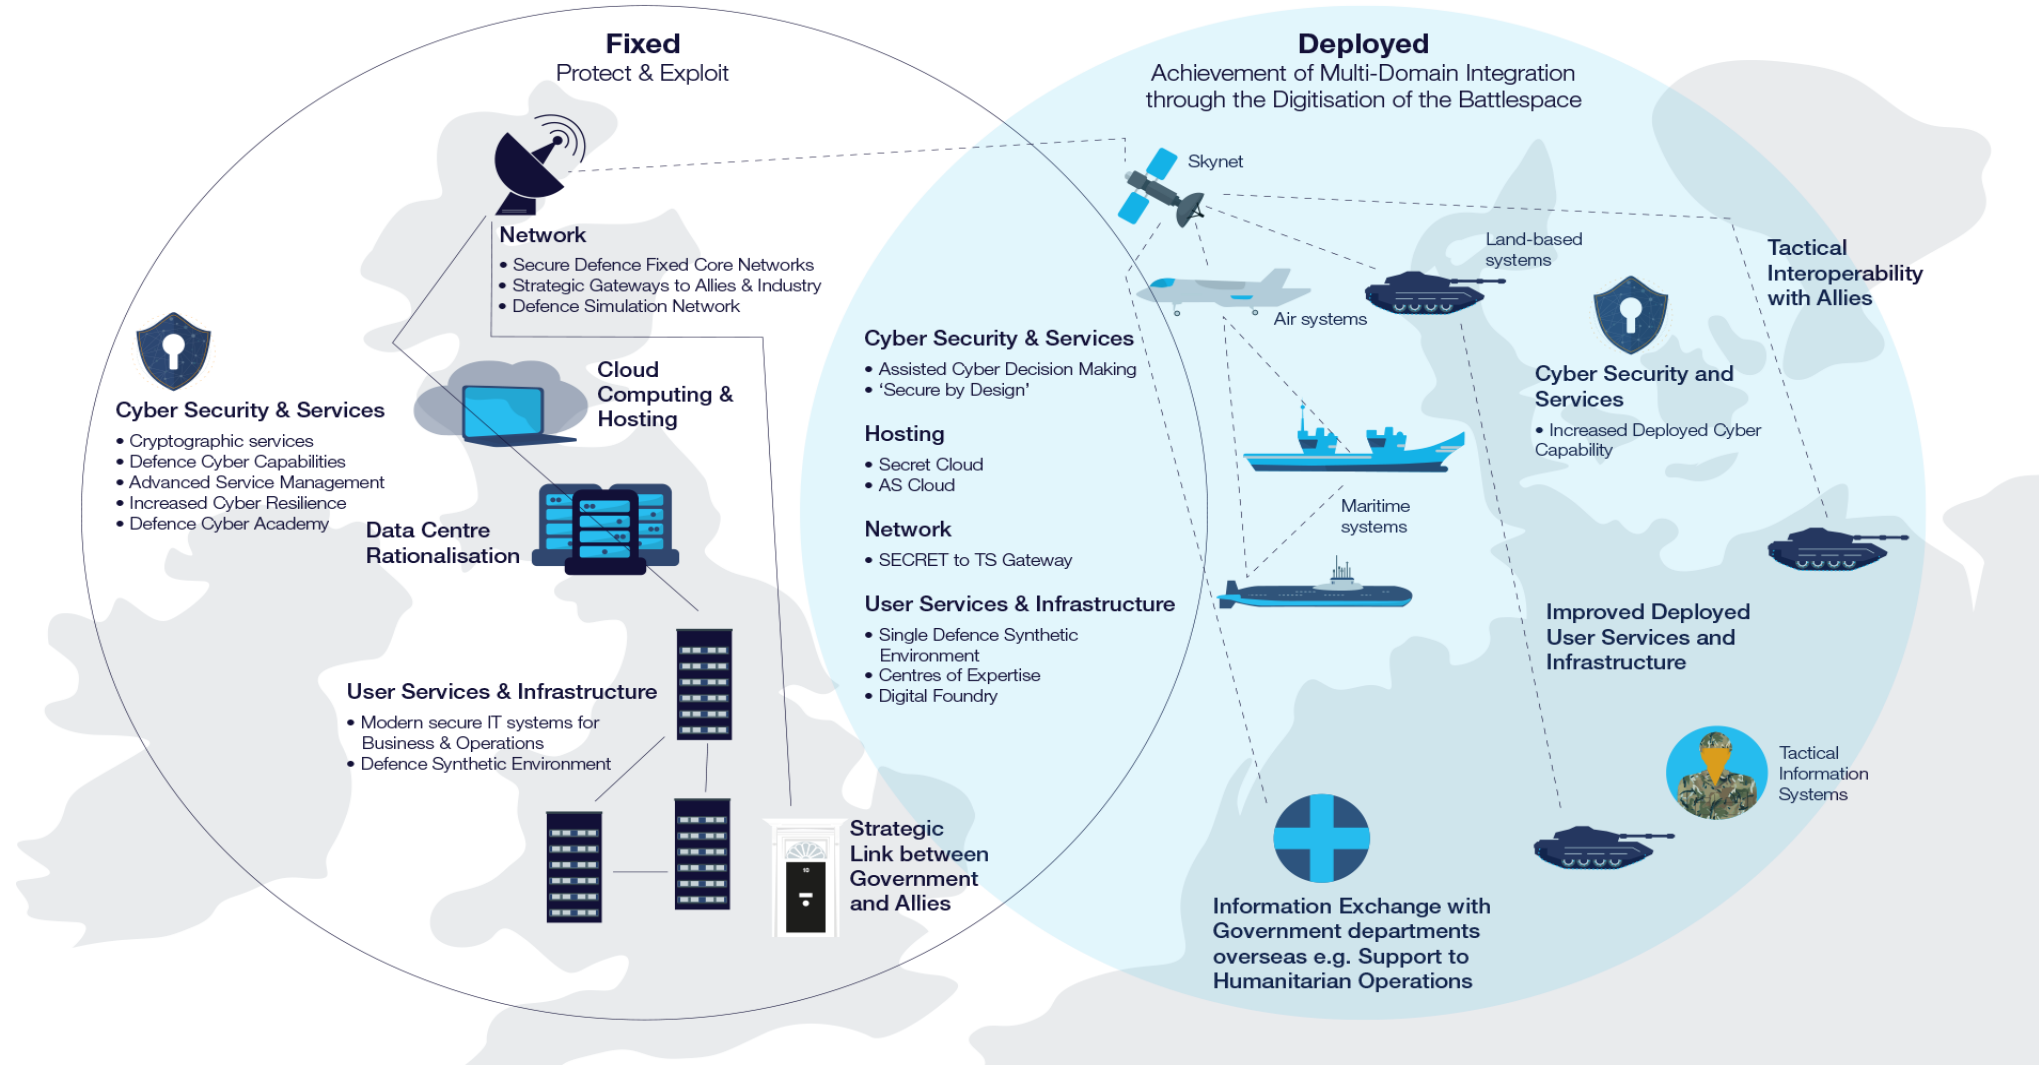 Fixed
Protect & Exploit
Network
• Secure Defence Fixed Core Networks
• Strategic Gateways to Allies & Industry
• Defence Simulation Network
Cyber Security & Services
• Cryptographic services
• Defence Cyber Capabilities
• Advanced Service Management
• Increased Cyber Resilience
• Defence Cyber Academy
Cloud
Computing &
Hosting
Data Centre
Rationalisation
User Services & Infrastructure
• Modern secure IT systems for
Business & Operations
• Defence Synthetic Environment
10
Strategic
Link between
Government
and Allies
Cyber Security & Services
• Assisted Cyber Decision Making
• ‘Secure by Design’
Hosting
• Secret Cloud
• AS Cloud
Network
• SECRET to TS Gateway
User Services & Infrastructure
• Single Defence Synthetic
Environment
• Centres of Expertise
• Digital Foundry
Deployed
Achievement of Multi-Domain Integration
through the Digitisation of the Battlespace
Skynet
Land-based
systems
Air systems
Maritime
systems
Tactical
Interoperability
with Allies
Cyber Security and
Services
• Increased Deployed Cyber
Capability
Improved Deployed
User Services and
Infrastructure
Tactical
Information
Systems
Information Exchange with
Government departments
overseas e.g. Support to
Humanitarian Operations